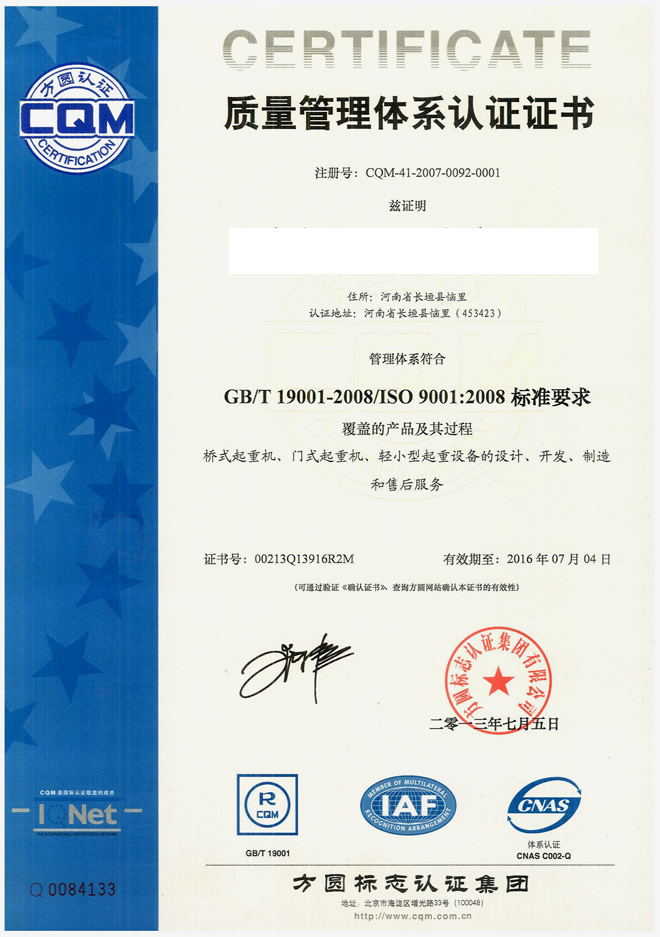 CERTIFICATE
方圆认证
CQM
CERTIFICATION
质量管理体系认证证书
注册号：CQM-41-2007-0092-0001
兹证明
住所：河南省长垣县恼里
认证地址：河南省长垣县恼里（453423）
管理体系符合
GB/T 19001-2008/ISO 9001:2008 标准要求
覆盖的产品及其过程
桥式起重机、门式起重机、轻小型起重设备的设计、开发、制造
和售后服务
证书号：00213Q13916R2M
有效期至：2016 年 07 月 04 日
（可通过验证《确认证书》、查询方圆网站确认本证书的有效性）
方圆标志认证集团有限公司
二零一三年七月五日
CQM 是国际认证联盟的成员
IQNet
THE INTERNATIONAL CERTIFICATION NETWORK
Q 0084133
R
CQM
GB/T 19001
MEMBER OF MULTILATERAL
IAF
RECOGNITION ARRANGEMENT
CNAS
体系认证
CNAS C002-Q
方圆标志认证集团
地址：北京市海淀区增光路33号（100048）
http://www.cqm.com.cn